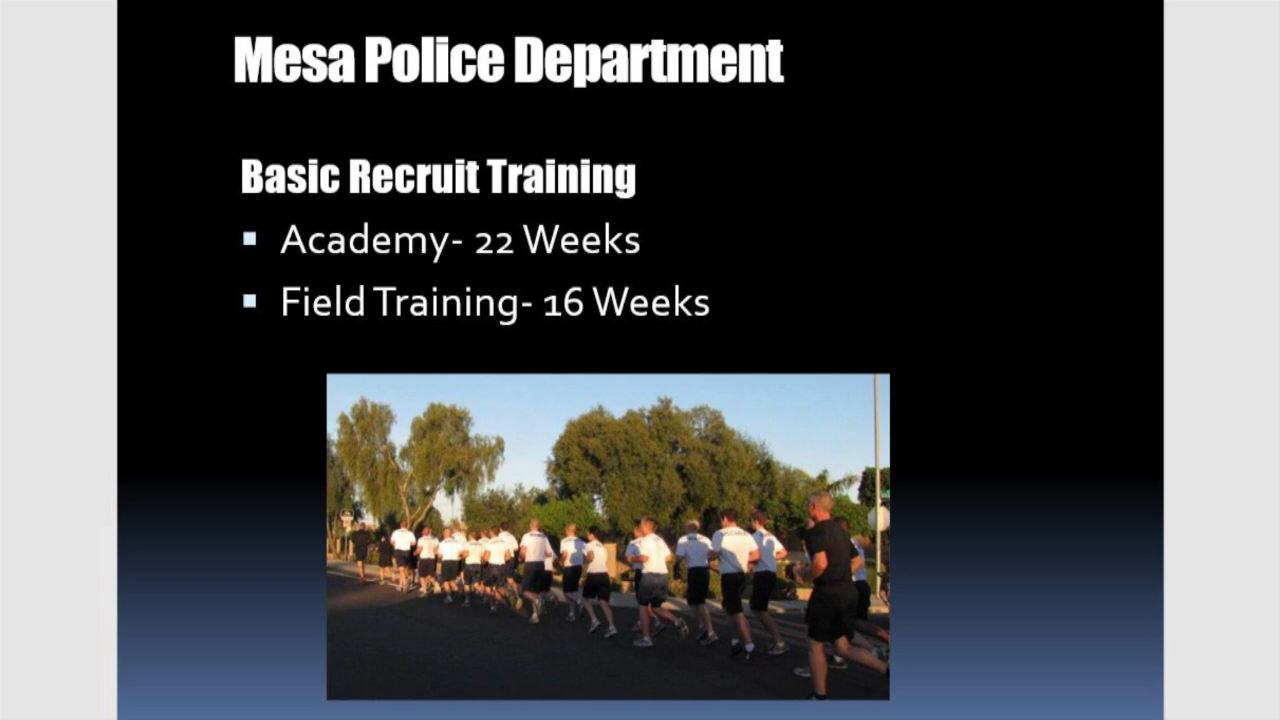 Mesa Police Department
Basic Recruit Training
Academy- 22 Weeks
Field Training- 16 Weeks